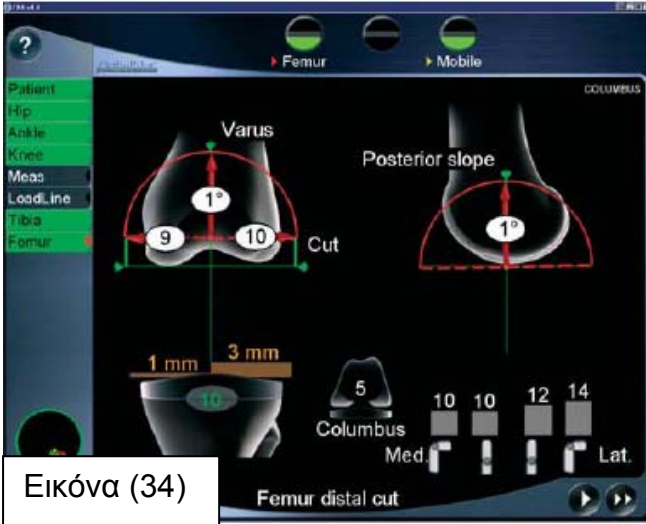 ?
Femur
Mobile
COLUMBUS
Patient
Hip
Ankle
Knee
Meas
LoadLine
Tibia
Femur
Varus
1°
9
10
Cut
Posterior slope
1°
1 mm
3 mm
10
5
Columbus
10 10 12 14
Med.
Lat.
Εικόνα (34)
Femur distal cut